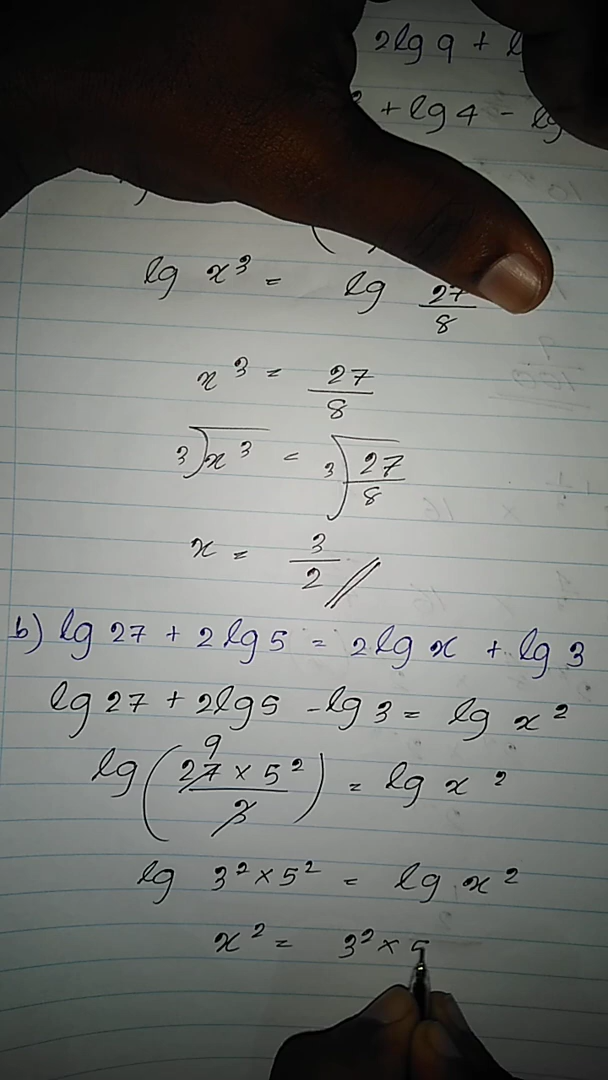 2lg 9 +
+ lg 4 - lg
lg x³ = lg 27/8
x³ = 27/8
³√x³ = ³√27/8
x = 3/2 //
b) lg 27 + 2lg 5 = 2lg x + lg 3
lg 27 + 2lg 5 - lg 3 = lg x²
9
lg (27 × 5²/3) = lg x²
lg 3² × 5² = lg x²
x² = 3² × 5